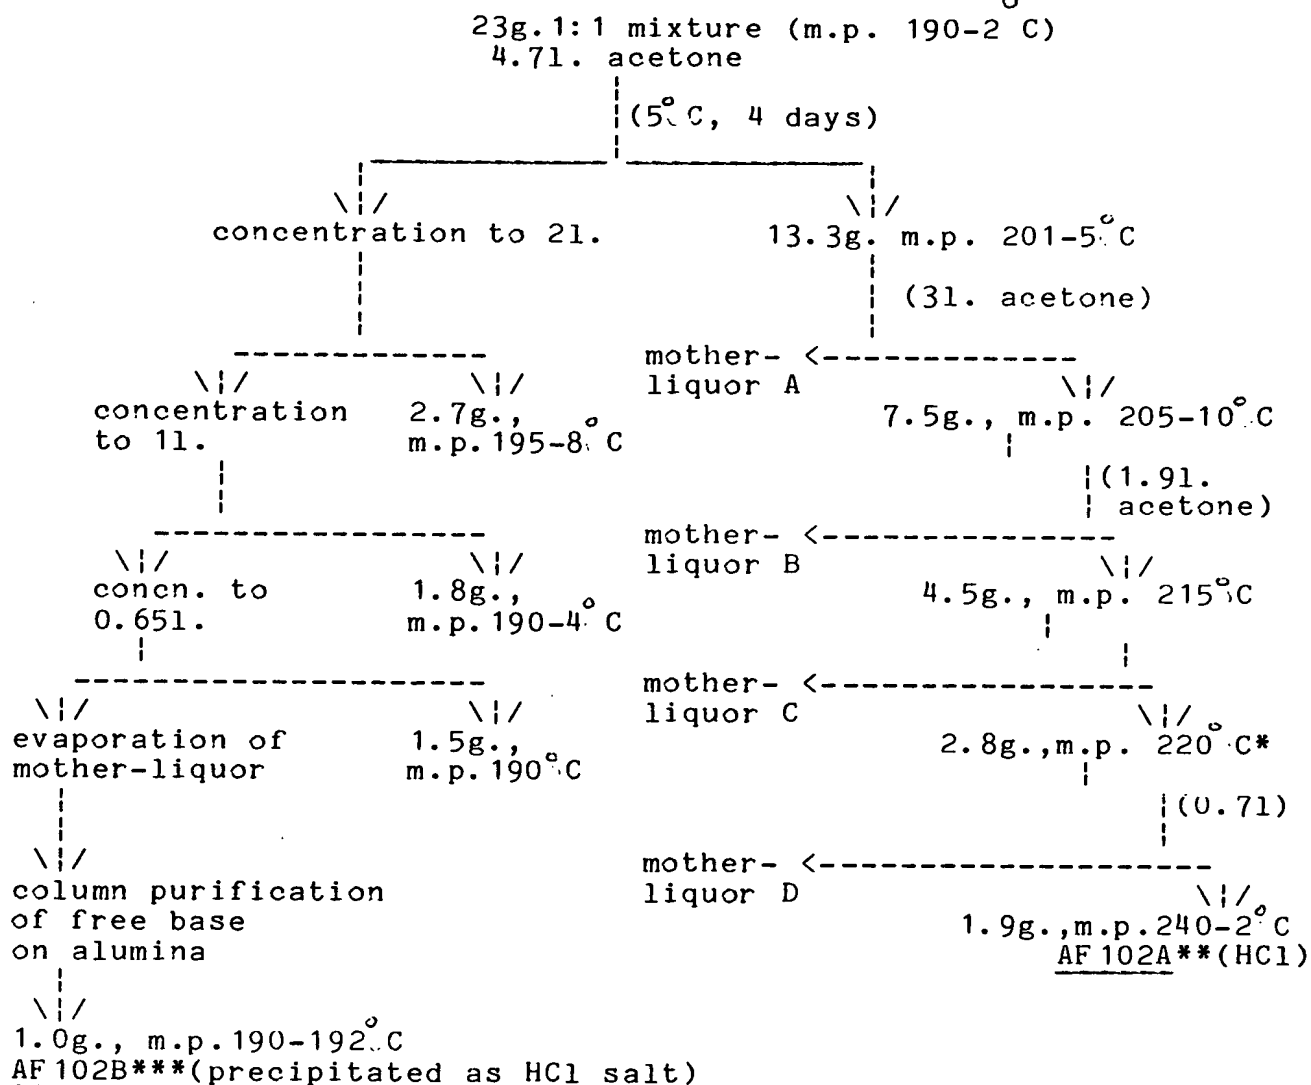 23g.1:1 mixture (m.p. 190-2°C)
4.7l. acetone
(5°C, 4 days)
concentration to 2l.
13.3g. m.p. 201-5°C
(3l. acetone)
mother-
liquor A
concentration
to 1l.
2.7g.,
m.p.195-8°C
7.5g., m.p. 205-10°C
(1.9l.
acetone)
mother-
liquor B
concn. to
0.65l.
1.8g.,
m.p.190-4°C
4.5g., m.p. 215°C
mother-
liquor C
evaporation of
mother-liquor
1.5g.,
m.p.190°C
2.8g.,m.p. 220°C*
(0.7l)
mother-
liquor D
column purification
of free base
on alumina
1.9g.,m.p.240-2°C
AF102A**(HCl)
1.0g., m.p.190-192°C
AF102B***(precipitated as HCl salt)